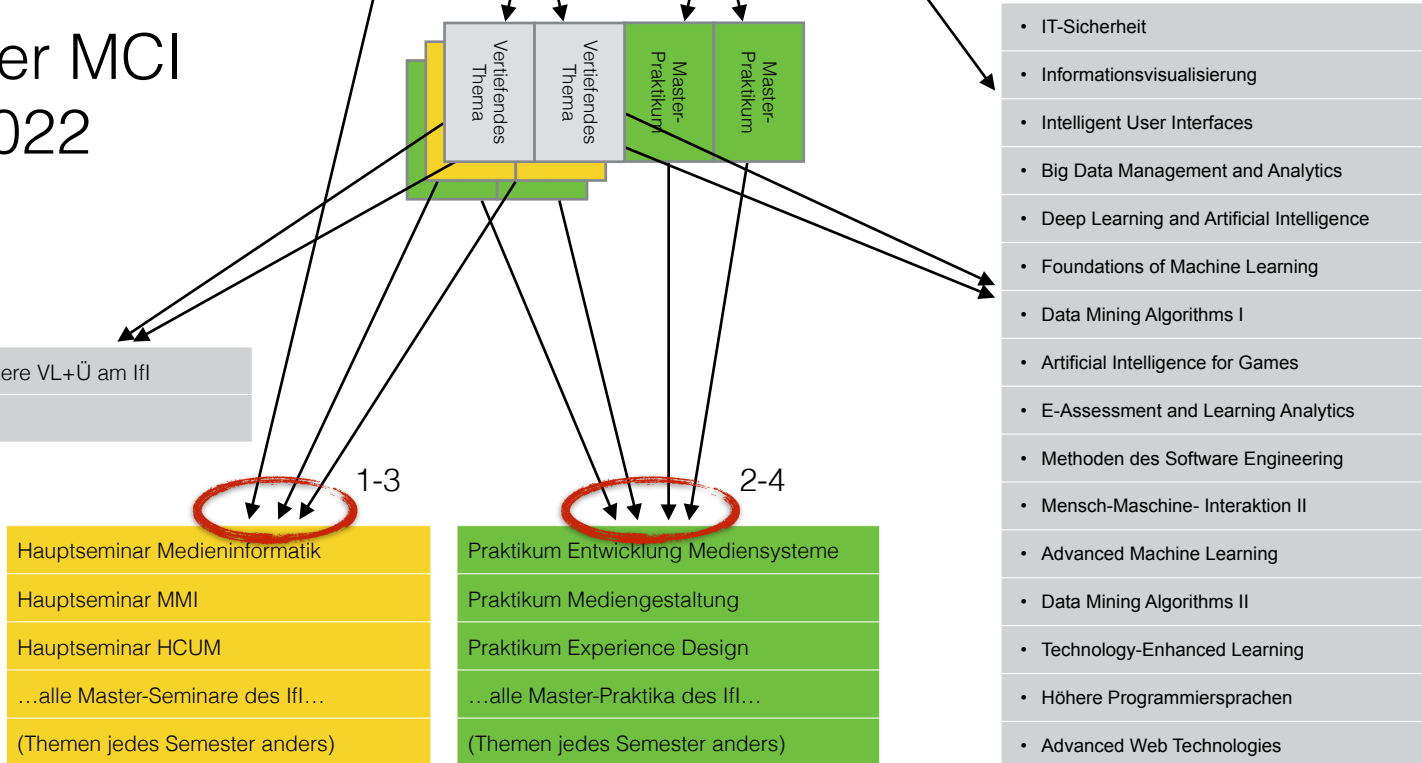 er MCI
022
Vertiefendes
Thema
Vertiefendes
Thema
Master-
Praktikum
Master-
Praktikum
tere VL+Ü am IfI
1-3
2-4
Hauptseminar Medieninformatik
Hauptseminar MMI
Hauptseminar HCUM
…alle Master-Seminare des IfI…
(Themen jedes Semester anders)
Praktikum Entwicklung Mediensysteme
Praktikum Mediengestaltung
Praktikum Experience Design
…alle Master-Praktika des IfI…
(Themen jedes Semester anders)
• IT-Sicherheit
• Informationsvisualisierung
• Intelligent User Interfaces
• Big Data Management and Analytics
• Deep Learning and Artificial Intelligence
• Foundations of Machine Learning
• Data Mining Algorithms I
• Artificial Intelligence for Games
• E-Assessment and Learning Analytics
• Methoden des Software Engineering
• Mensch-Maschine- Interaktion II
• Advanced Machine Learning
• Data Mining Algorithms II
• Technology-Enhanced Learning
• Höhere Programmiersprachen
• Advanced Web Technologies